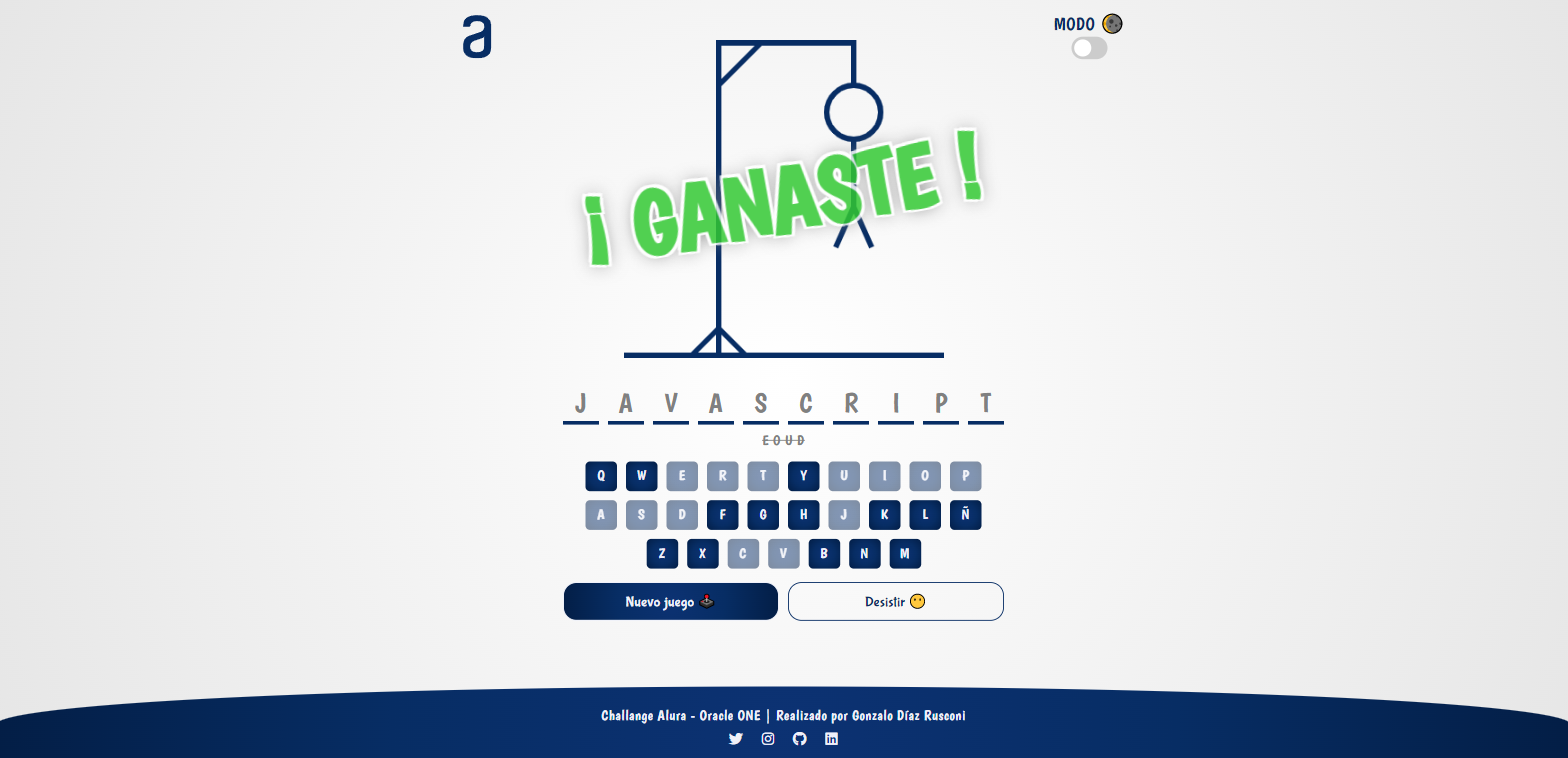 a
MODO
¡ GANASTE !
J A V A S C R I P T
E O U D
Q W E R T Y U I O P
A S D F G H J K L Ñ
Z X C V B N M
Nuevo juego
Desistir
Challange Alura - Oracle ONE | Realizado por Gonzalo Díaz Rusconi